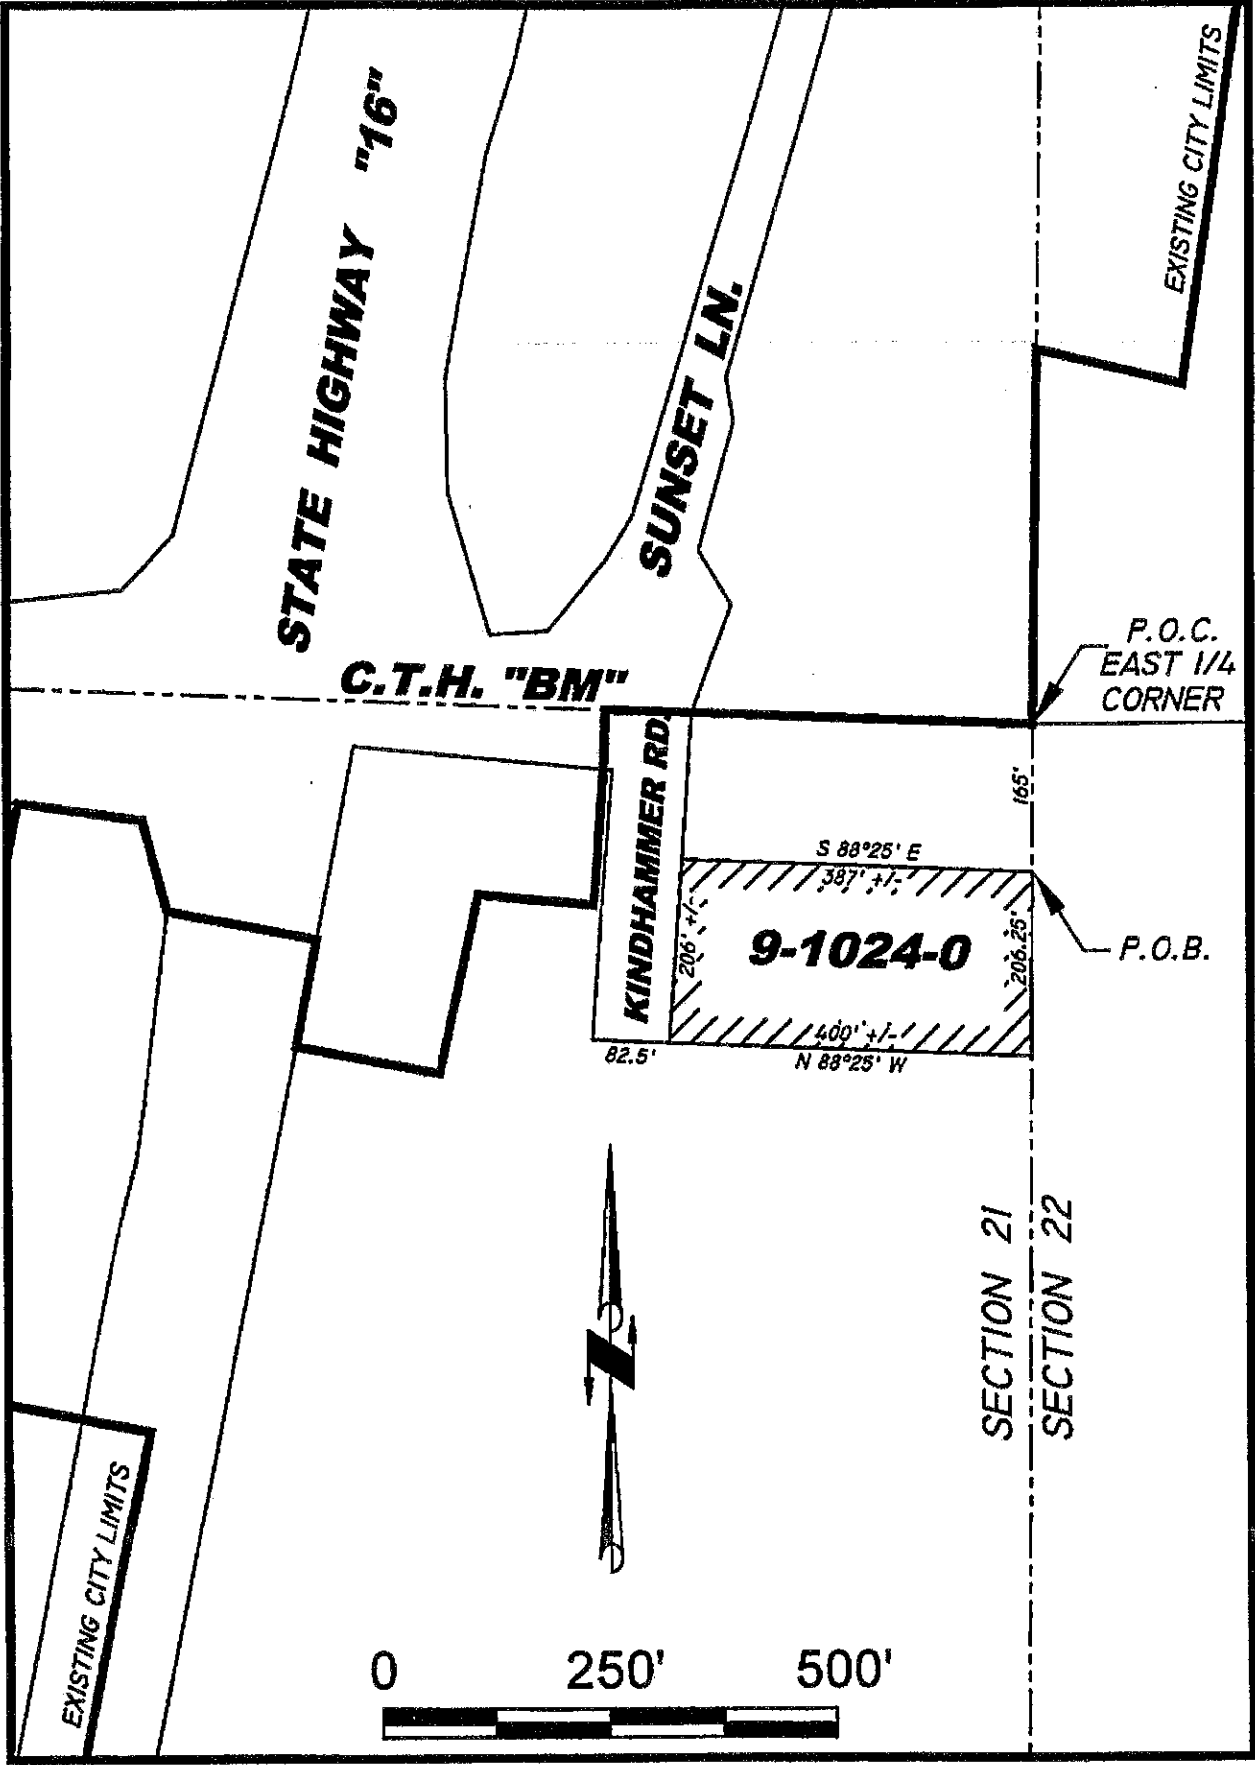 EXISTING CITY LIMITS
STATE HIGHWAY "16"
SUNSET LN.
C.T.H. "BM"
P.O.C.
EAST 1/4
CORNER
KINDHAMMER RD.
165'
S 88°25' E
387' +/-
206' +/-
9-1024-0
206.25'
P.O.B.
400' +/-
N 88°25' W
82.5'
SECTION 21
SECTION 22
N
EXISTING CITY LIMITS
0 250' 500'